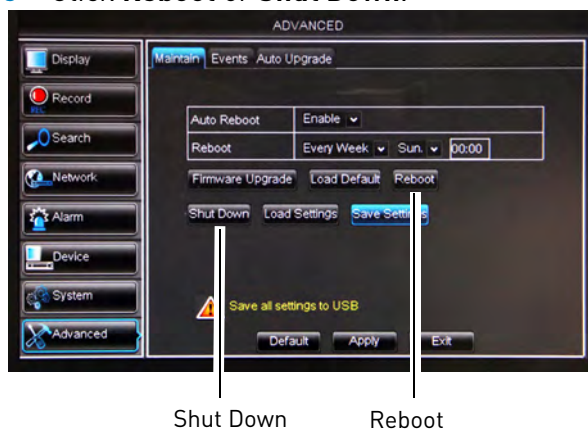 Click Reboot or Shut Down.
ADVANCED
Display
Record
REC
Search
Network
Alarm
Device
System
Advanced
Maintain Events Auto Upgrade
Auto Reboot Enable
Reboot Every Week Sun. 00:00
Firmware Upgrade Load Default Reboot
Shut Down Load Settings Save Settings
Save all settings to USB
Default Apply Exit
Shut Down Reboot